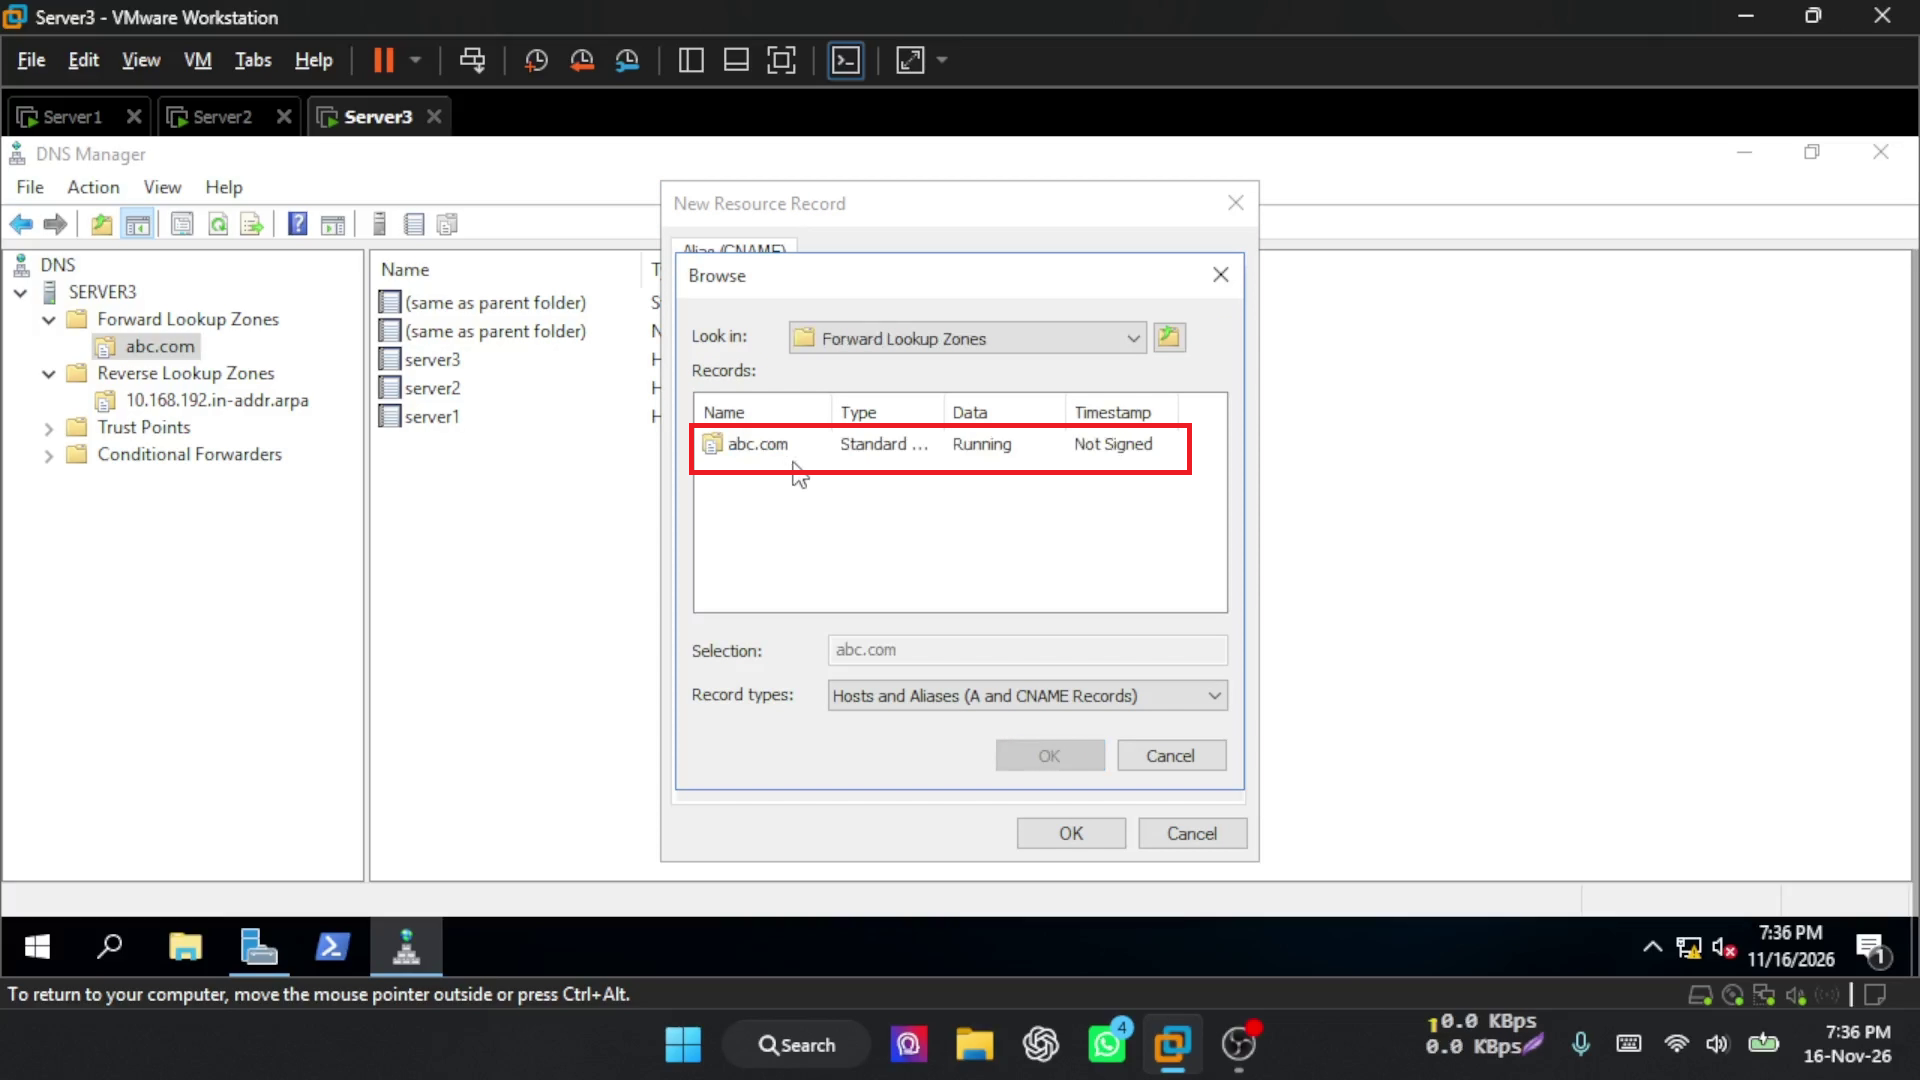 Server3 - VMware Workstation
File Edit View VM Tabs Help
Server1 Server2 Server3
DNS Manager
File Action View Help
DNS
SERVER3
Forward Lookup Zones
abc.com
Reverse Lookup Zones
10.168.192.in-addr.arpa
Trust Points
Conditional Forwarders
Name T
(same as parent folder) S
(same as parent folder) N
server3 H
server2 H
server1 H
New Resource Record
Alias (CNAME)
Browse
Look in: Forward Lookup Zones
Records:
Name Type Data Timestamp
abc.com Standard ... Running Not Signed
Selection: abc.com
Record types: Hosts and Aliases (A and CNAME Records)
OK Cancel
OK Cancel
7:36 PM
11/16/2026
1
To return to your computer, move the mouse pointer outside or press Ctrl+Alt.
Search
4
0.0 KBps
0.0 KBps
7:36 PM
16-Nov-26